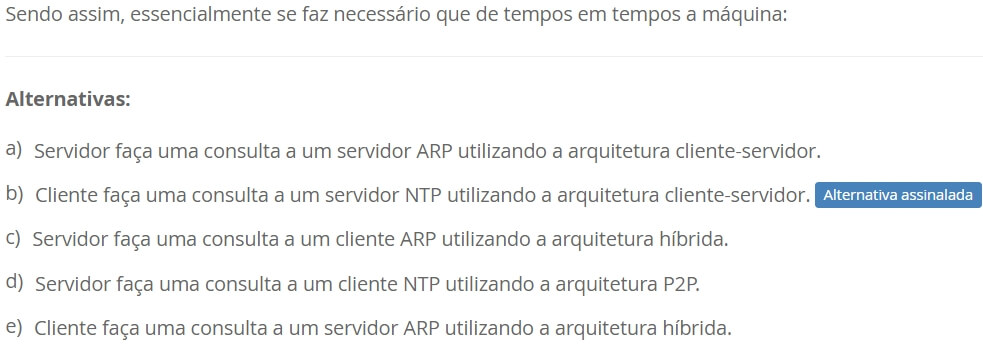 Sendo assim, essencialmente se faz necessário que de tempos em tempos a máquina:
Alternativas:
a) Servidor faça uma consulta a um servidor ARP utilizando a arquitetura cliente-servidor.
b) Cliente faça uma consulta a um servidor NTP utilizando a arquitetura cliente-servidor. Alternativa assinalada
c) Servidor faça uma consulta a um cliente ARP utilizando a arquitetura híbrida.
d) Servidor faça uma consulta a um cliente NTP utilizando a arquitetura P2P.
e) Cliente faça uma consulta a um servidor ARP utilizando a arquitetura híbrida.